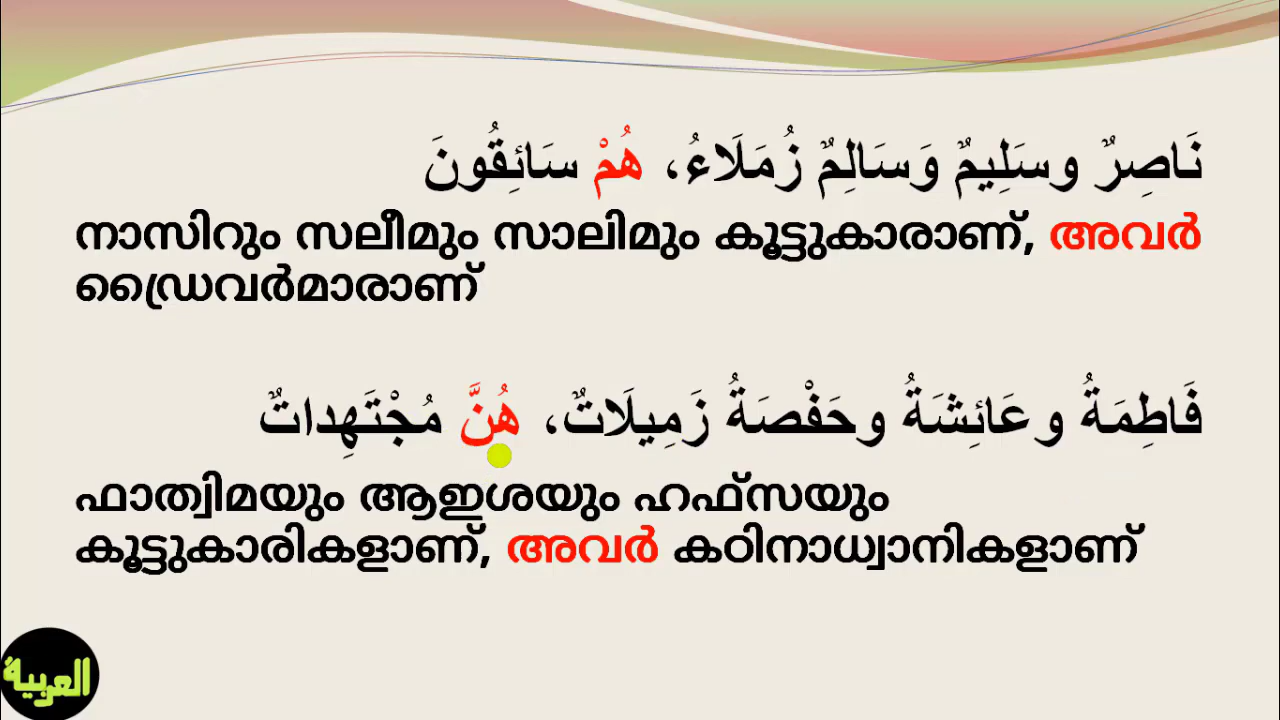 نَاصِرٌ وسَلِيمٌ وَسَالِمٌ زُمَلَاءُ، هُمْ سَائِقُونَ
നാസിറും സലീമും സാലിമും കൂട്ടുകാരാണ്, അവർ
ഡ്രൈവർമാരാണ്
فَاطِمَةُ وعَائِشَةُ وحَفْصَةُ زَمِيلَاتٌ، هُنَّ مُجْتَهِداتٌ
ഫാത്വിമയും ആഇശയും ഹഫ്സയും
കൂട്ടുകാരികളാണ്, അവർ കഠിനാധ്വാനികളാണ്
العربية